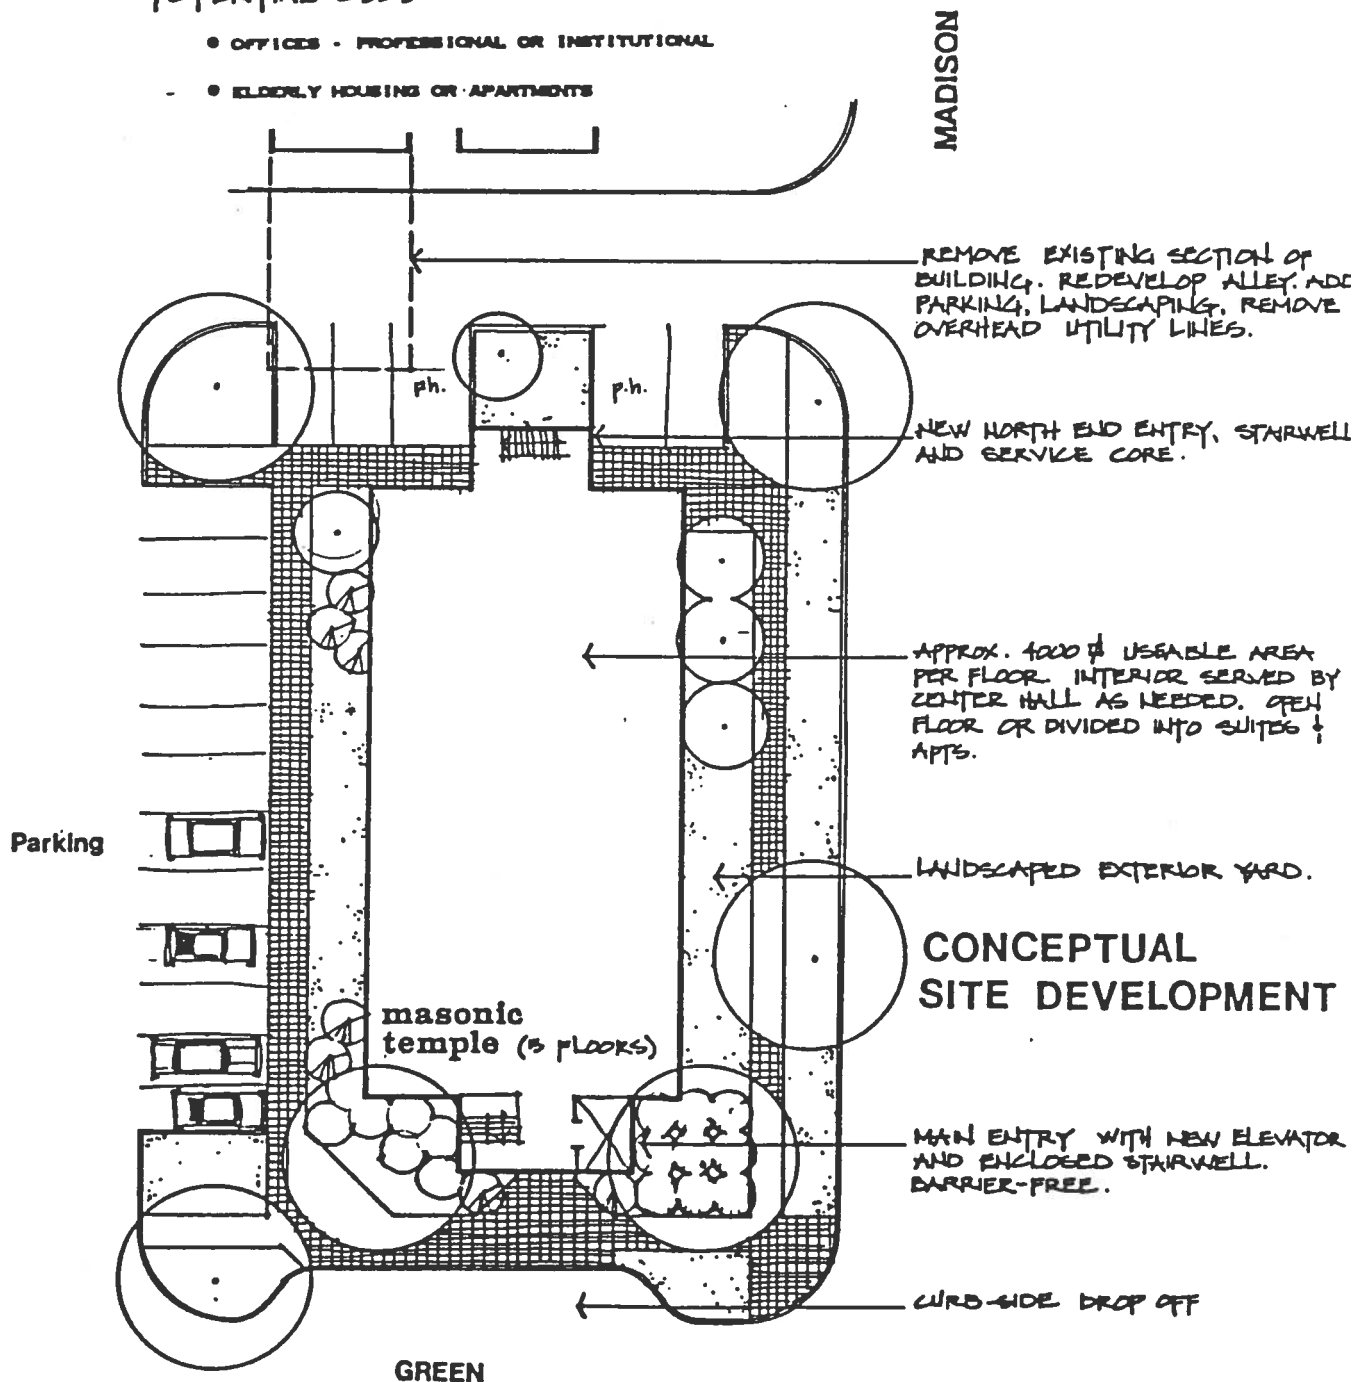 POTENTIAL USES
• OFFICES - PROFESSIONAL OR INSTITUTIONAL
- • ELDERLY HOUSING OR APARTMENTS
MADISON
REMOVE EXISTING SECTION OF
BUILDING. REDEVELOP ALLEY. ADD
PARKING, LANDSCAPING, REMOVE
OVERHEAD UTILITY LINES.
ph.
p.h.
NEW NORTH END ENTRY, STAIRWELL
AND SERVICE CORE.
APPROX. 4000 ⌷ USEABLE AREA
PER FLOOR. INTERIOR SERVED BY
CENTER HALL AS NEEDED. OPEN
FLOOR OR DIVIDED INTO SUITES &
APTS.
Parking
LANDSCAPED EXTERIOR YARD.
CONCEPTUAL
SITE DEVELOPMENT
masonic
temple (5 FLOORS)
MAIN ENTRY WITH NEW ELEVATOR
AND ENCLOSED STAIRWELL.
BARRIER-FREE.
CURB-SIDE DROP OFF
GREEN